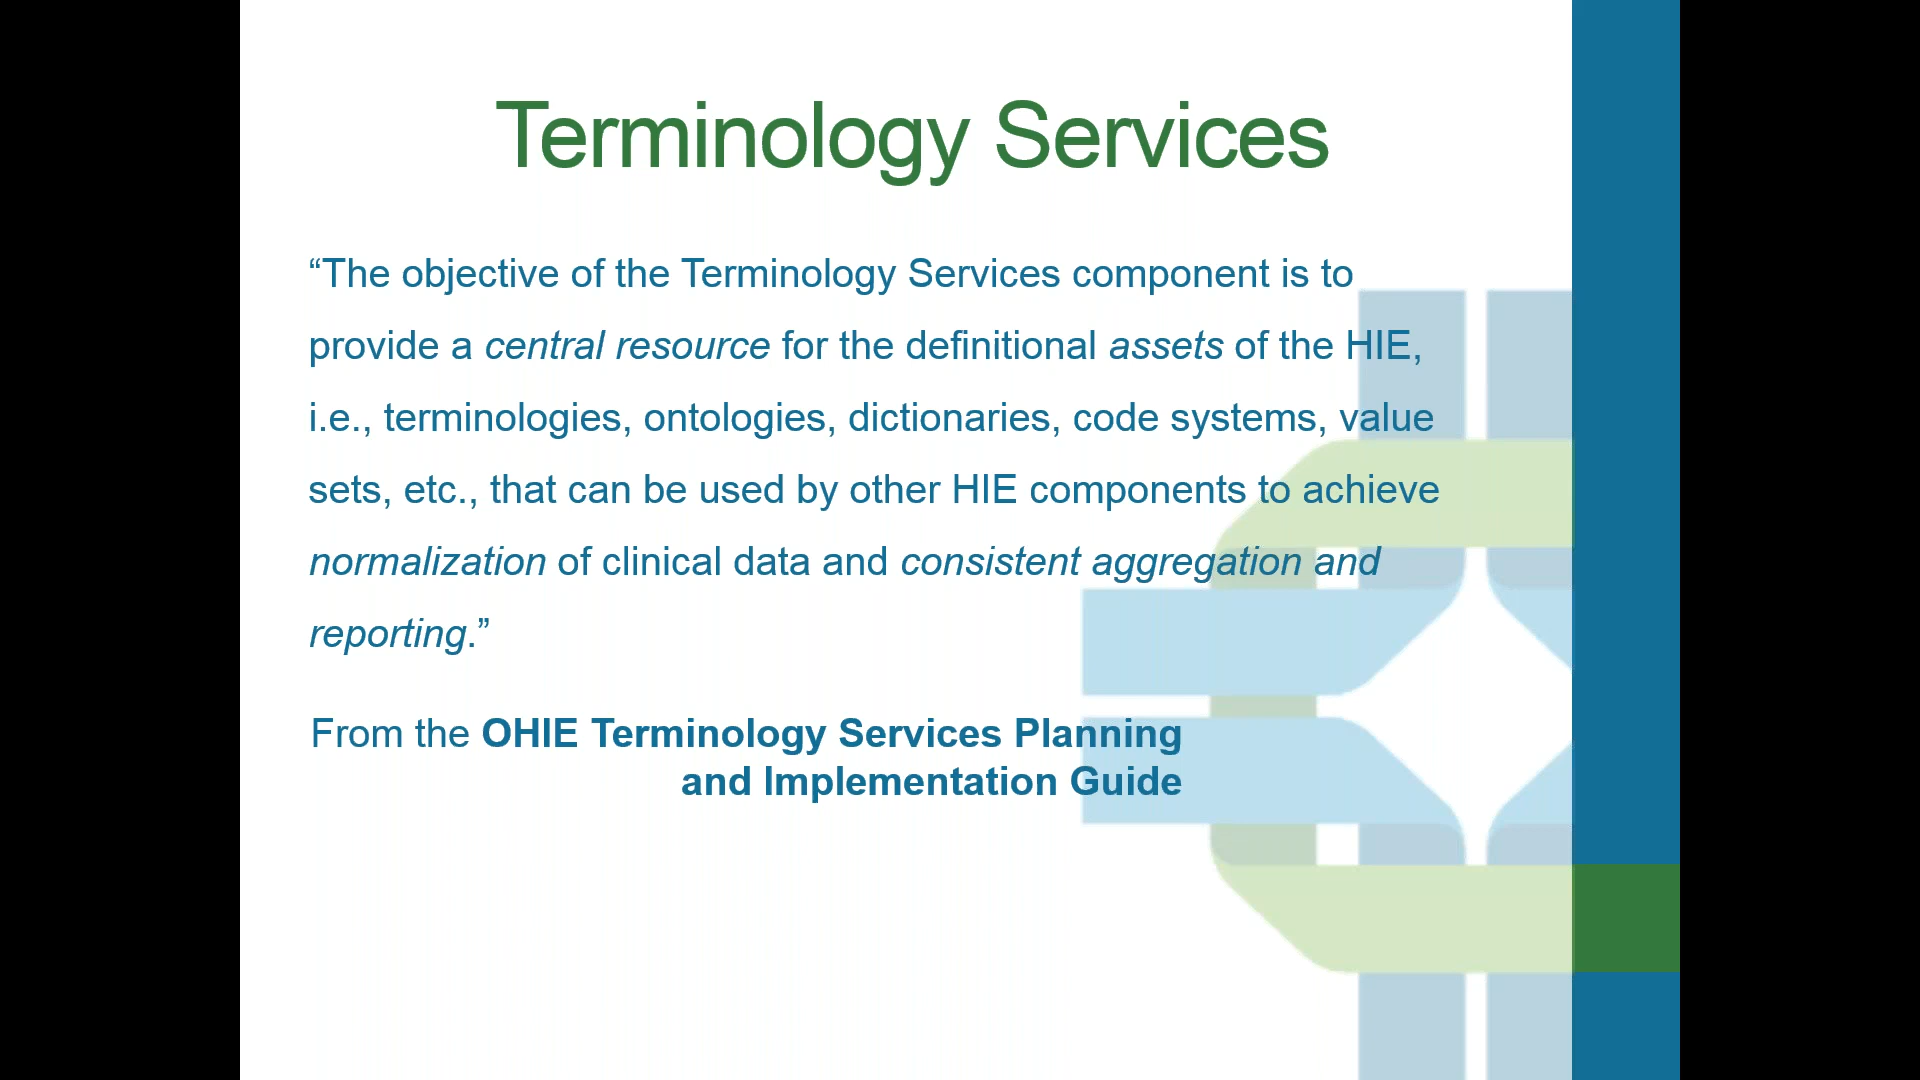 Terminology Services
“The objective of the Terminology Services component is to
provide a central resource for the definitional assets of the HIE,
i.e., terminologies, ontologies, dictionaries, code systems, value
sets, etc., that can be used by other HIE components to achieve
normalization of clinical data and consistent aggregation and
reporting.”
From the OHIE Terminology Services Planning
and Implementation Guide